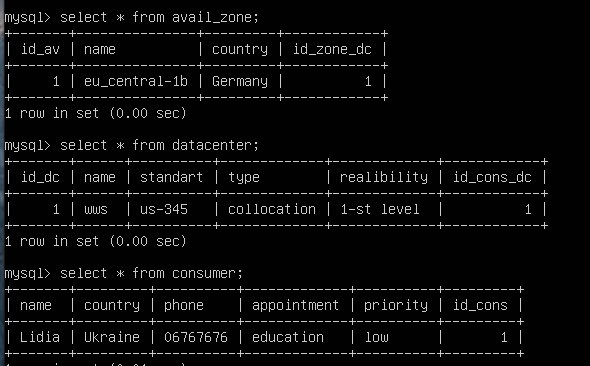 mysql> select * from avail_zone;
+-------+---------------+---------+------------+
| id_av | name          | country | id_zone_dc |
+-------+---------------+---------+------------+
|     1 | eu_central-1b | Germany |          1 |
+-------+---------------+---------+------------+
1 row in set (0.00 sec)
mysql> select * from datacenter;
+-------+------+----------+-------------+-------------+------------+
| id_dc | name | standart | type        | realibility | id_cons_dc |
+-------+------+----------+-------------+-------------+------------+
|     1 | wws  | us-345   | collocation | 1-st level  |          1 |
+-------+------+----------+-------------+-------------+------------+
1 row in set (0.00 sec)
mysql> select * from consumer;
+-------+---------+----------+-------------+----------+---------+
| name  | country | phone    | appointment | priority | id_cons |
+-------+---------+----------+-------------+----------+---------+
| Lidia | Ukraine | 06767676 | education   | low      |       1 |
+-------+---------+----------+-------------+----------+---------+